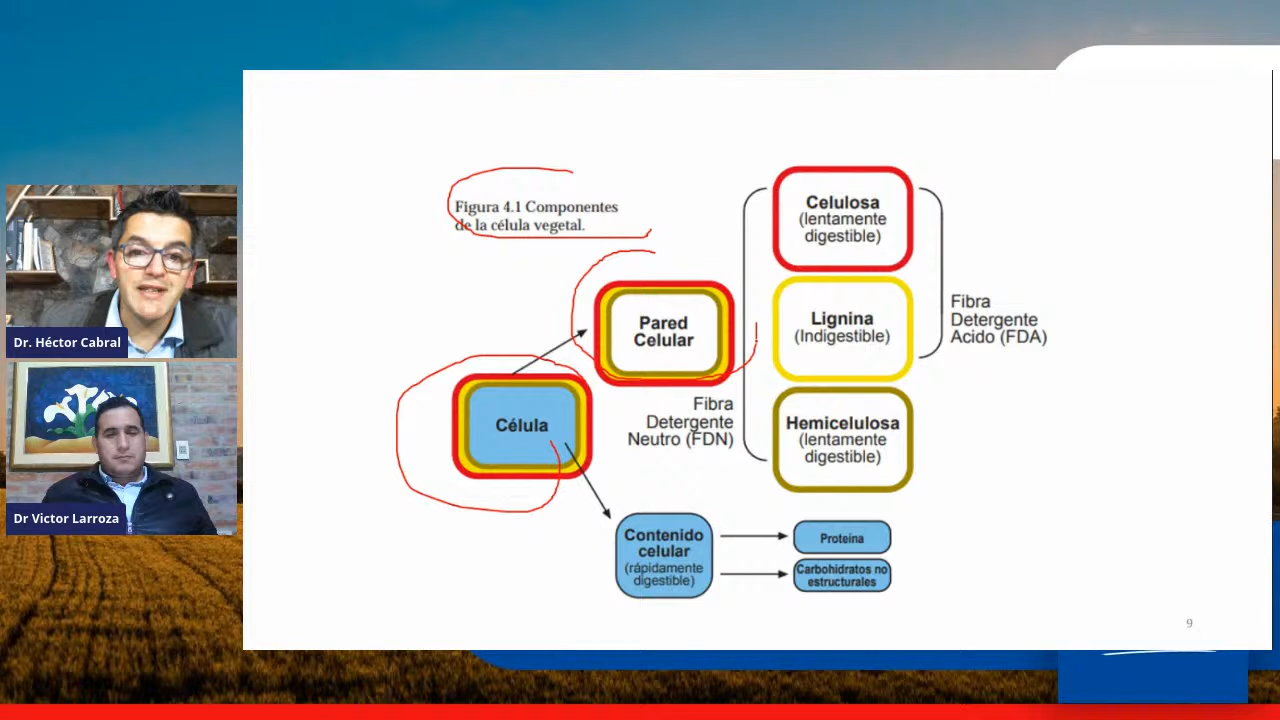 Figura 4.1 Componentes
de la célula vegetal.
Celulosa
(lentamente
digestible)
Pared
Celular
Lignina
(Indigestible)
Fibra
Detergente
Acido (FDA)
Fibra
Detergente
Neutro (FDN)
Célula
Hemicelulosa
(lentamente
digestible)
Contenido
celular
(rápidamente
digestible)
Proteina
Carbohidratos no
estructurales
9
Dr. Héctor Cabral
Dr Victor Larroza